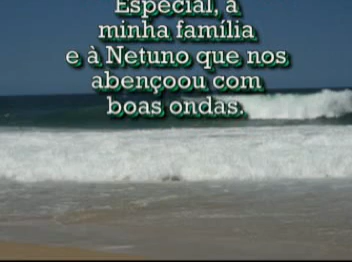 Especial, a
minha família
e à Netuno que nos
abençoou com
boas ondas.